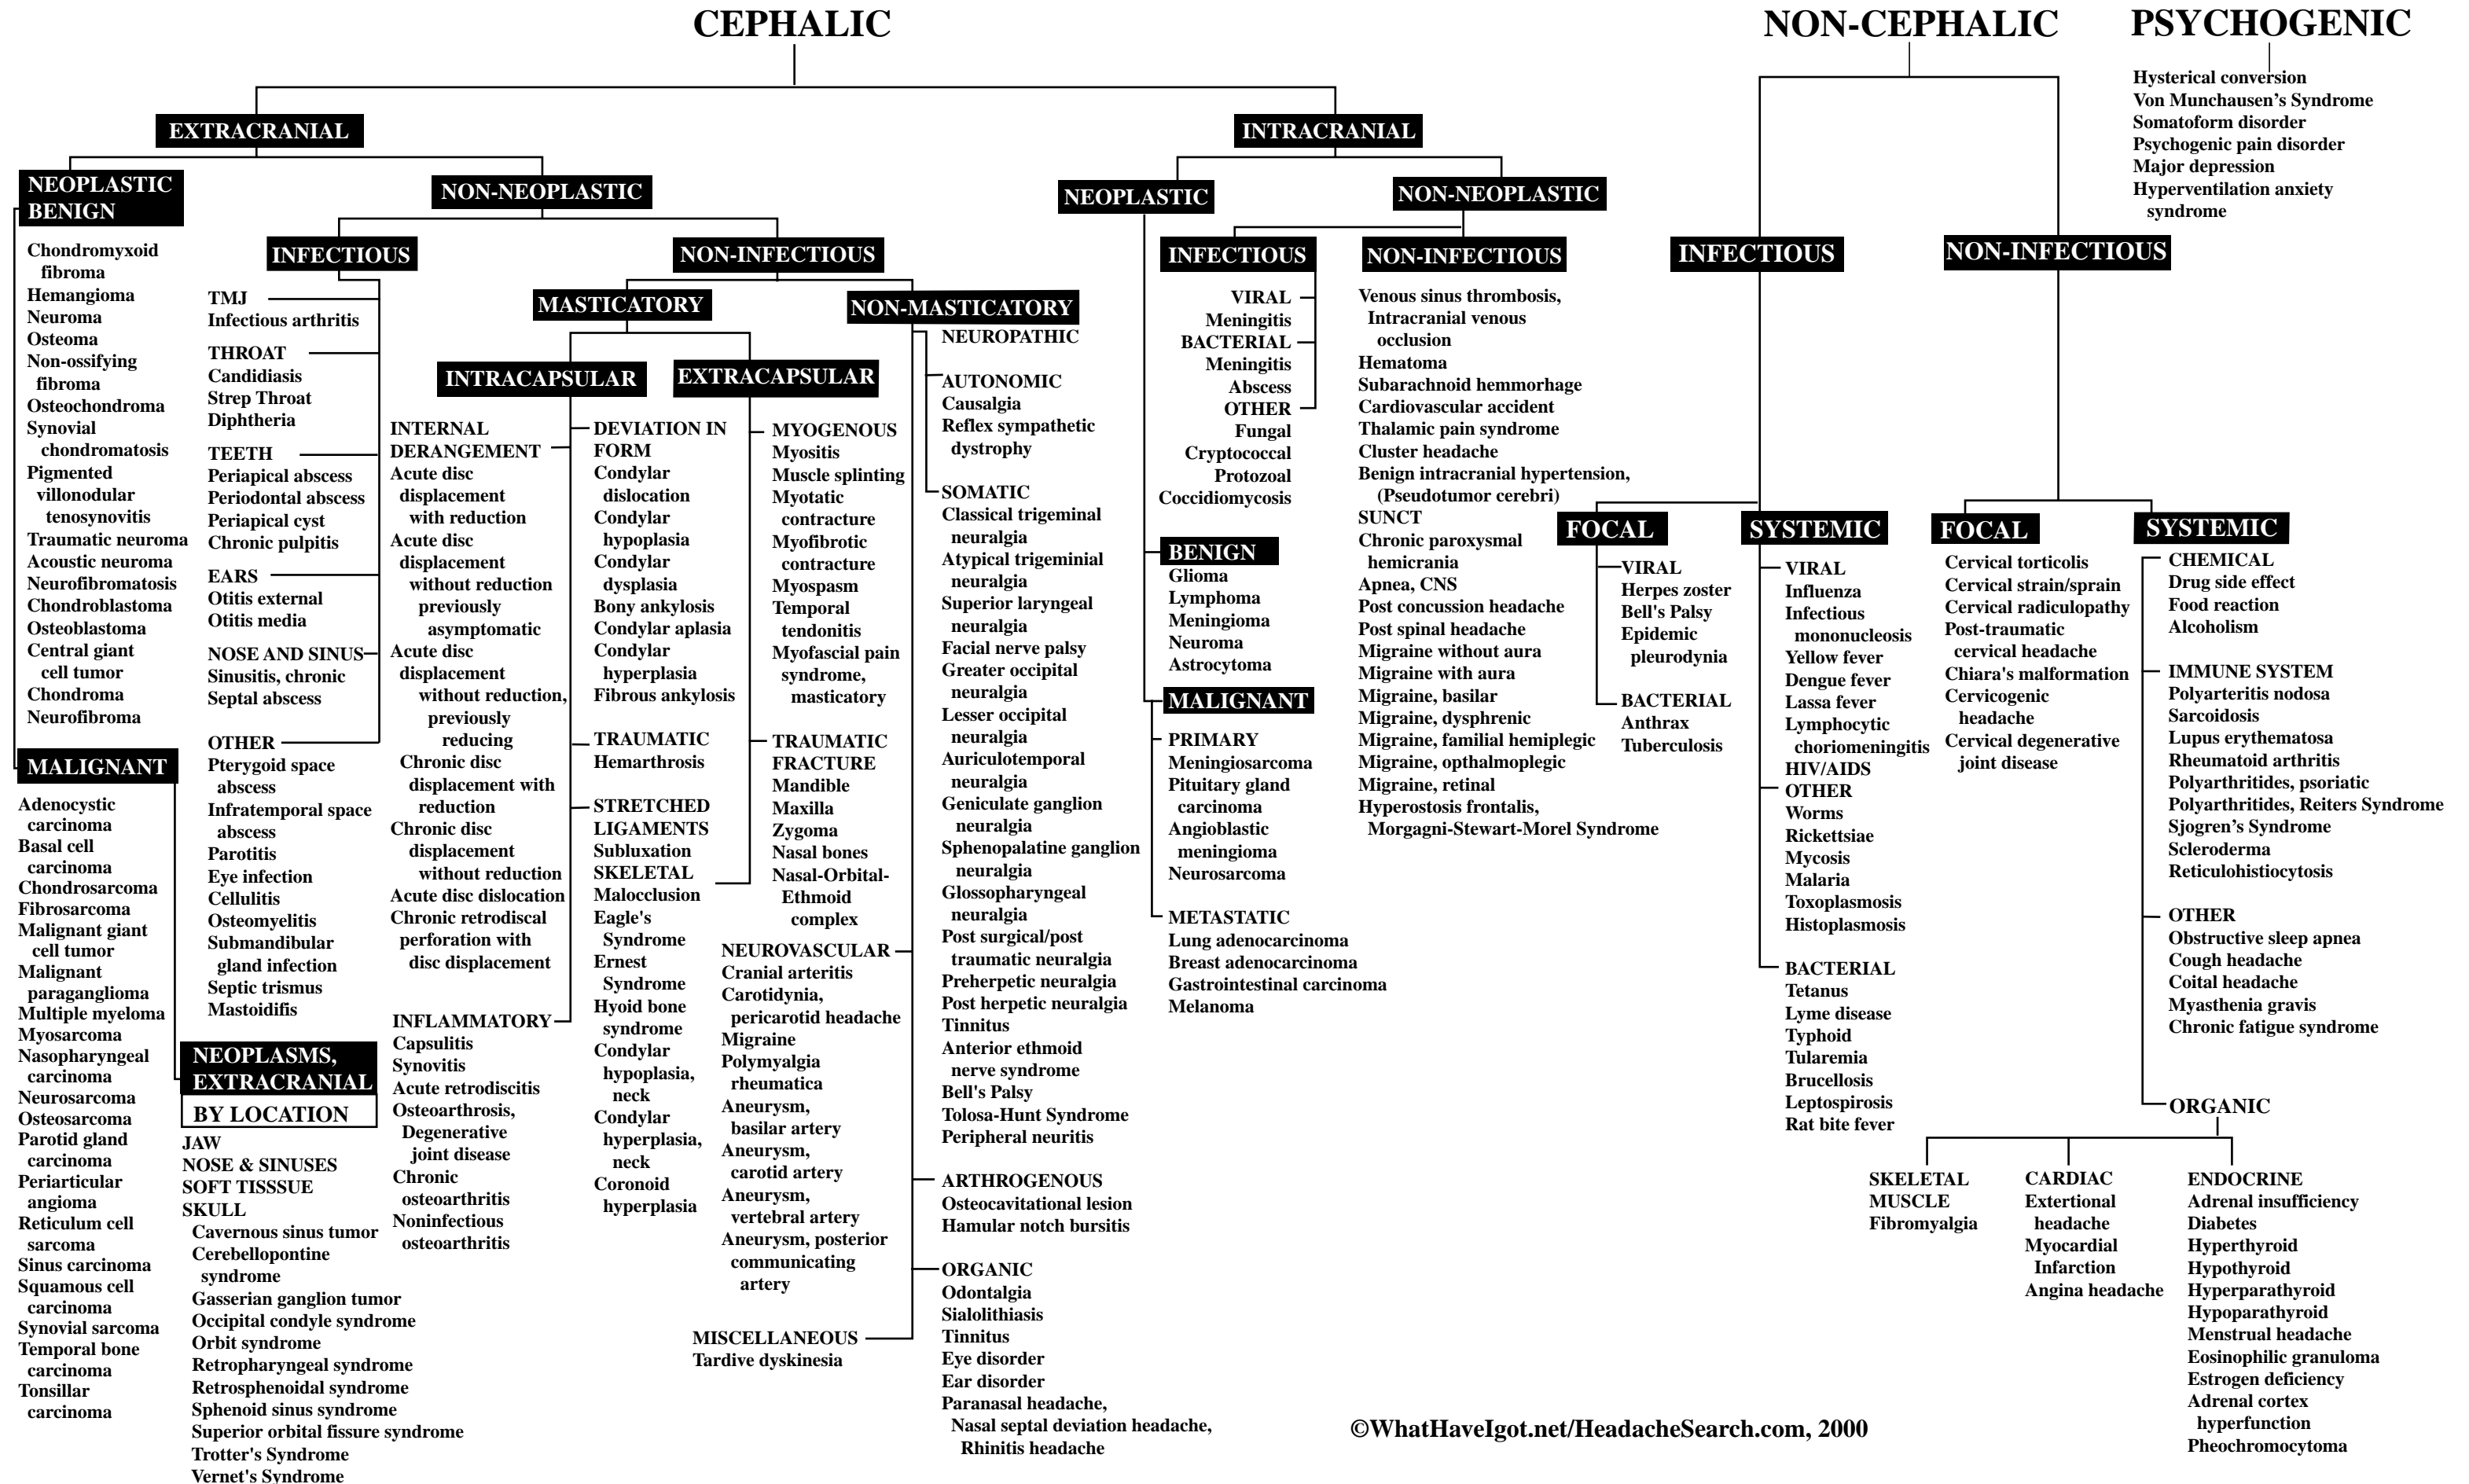 CEPHALIC
NON-CEPHALIC
PSYCHOGENIC
Hysterical conversion
Von Munchausen's Syndrome
Somatoform disorder
Psychogenic pain disorder
Major depression
Hyperventilation anxiety
syndrome
EXTRACRANIAL
INTRACRANIAL
NEOPLASTIC
BENIGN
Chondromyxoid
fibroma
Hemangioma
Neuroma
Osteoma
Non-ossifying
fibroma
Osteochondroma
Synovial
chondromatosis
Pigmented
villonodular
tenosynovitis
Traumatic neuroma
Acoustic neuroma
Neurofibromatosis
Chondroblastoma
Osteoblastoma
Central giant
cell tumor
Chondroma
Neurofibroma
MALIGNANT
Adenocystic
carcinoma
Basal cell
carcinoma
Chondrosarcoma
Fibrosarcoma
Malignant giant
cell tumor
Malignant
paraganglioma
Multiple myeloma
Myosarcoma
Nasopharyngeal
carcinoma
Neurosarcoma
Osteosarcoma
Parotid gland
carcinoma
Periarticular
angioma
Reticulum cell
sarcoma
Sinus carcinoma
Squamous cell
carcinoma
Synovial sarcoma
Temporal bone
carcinoma
Tonsillar
carcinoma
NEOPLASMS,
EXTRACRANIAL
BY LOCATION
JAW
NOSE & SINUSES
SOFT TISSSUE
SKULL
Cavernous sinus tumor
Cerebellopontine
syndrome
Gasserian ganglion tumor
Occipital condyle syndrome
Orbit syndrome
Retropharyngeal syndrome
Retrosphenoidal syndrome
Sphenoid sinus syndrome
Superior orbital fissure syndrome
Trotter's Syndrome
Vernet's Syndrome
NON-NEOPLASTIC
INFECTIOUS
TMJ
Infectious arthritis
THROAT
Candidiasis
Strep Throat
Diphtheria
TEETH
Periapical abscess
Periodontal abscess
Periapical cyst
Chronic pulpitis
EARS
Otitis external
Otitis media
NOSE AND SINUS
Sinusitis, chronic
Septal abscess
OTHER
Pterygoid space
abscess
Infratemporal space
abscess
Parotitis
Eye infection
Cellulitis
Osteomyelitis
Submandibular
gland infection
Septic trismus
Mastoidifis
NON-INFECTIOUS
MASTICATORY
INTRACAPSULAR
INTERNAL
DERANGEMENT
Acute disc
displacement
with reduction
Acute disc
displacement
without reduction
previously
asymptomatic
Acute disc
displacement
without reduction,
previously
reducing
Chronic disc
displacement with
reduction
Chronic disc
displacement
without reduction
Acute disc dislocation
Chronic retrodiscal
perforation with
disc displacement
INFLAMMATORY
Capsulitis
Synovitis
Acute retrodiscitis
Osteoarthrosis,
Degenerative
joint disease
Chronic
osteoarthritis
Noninfectious
osteoarthritis
DEVIATION IN
FORM
Condylar
dislocation
Condylar
hypoplasia
Condylar
dysplasia
Bony ankylosis
Condylar aplasia
Condylar
hyperplasia
Fibrous ankylosis
TRAUMATIC
Hemarthrosis
STRETCHED
LIGAMENTS
Subluxation
SKELETAL
Malocclusion
Eagle's
Syndrome
Ernest
Syndrome
Hyoid bone
syndrome
Condylar
hypoplasia,
neck
Condylar
hyperplasia,
neck
Coronoid
hyperplasia
EXTRACAPSULAR
MYOGENOUS
Myositis
Muscle splinting
Myotatic
contracture
Myofibrotic
contracture
Myospasm
Temporal
tendonitis
Myofascial pain
syndrome,
masticatory
TRAUMATIC
FRACTURE
Mandible
Maxilla
Zygoma
Nasal bones
Nasal-Orbital-
Ethmoid
complex
NEUROVASCULAR
Cranial arteritis
Carotidynia,
pericarotid headache
Migraine
Polymyalgia
rheumatica
Aneurysm,
basilar artery
Aneurysm,
carotid artery
Aneurysm,
vertebral artery
Aneurysm, posterior
communicating
artery
MISCELLANEOUS
Tardive dyskinesia
NON-MASTICATORY
NEUROPATHIC
AUTONOMIC
Causalgia
Reflex sympathetic
dystrophy
SOMATIC
Classical trigeminal
neuralgia
Atypical trigeminial
neuralgia
Superior laryngeal
neuralgia
Facial nerve palsy
Greater occipital
neuralgia
Lesser occipital
neuralgia
Auriculotemporal
neuralgia
Geniculate ganglion
neuralgia
Sphenopalatine ganglion
neuralgia
Glossopharyngeal
neuralgia
Post surgical/post
traumatic neuralgia
Preherpetic neuralgia
Post herpetic neuralgia
Tinnitus
Anterior ethmoid
nerve syndrome
Bell's Palsy
Tolosa-Hunt Syndrome
Peripheral neuritis
ARTHROGENOUS
Osteocavitational lesion
Hamular notch bursitis
ORGANIC
Odontalgia
Sialolithiasis
Tinnitus
Eye disorder
Ear disorder
Paranasal headache,
Nasal septal deviation headache,
Rhinitis headache
NEOPLASTIC
NON-NEOPLASTIC
INFECTIOUS
VIRAL
Meningitis
BACTERIAL
Meningitis
Abscess
OTHER
Fungal
Cryptococcal
Protozoal
Coccidiomycosis
BENIGN
Glioma
Lymphoma
Meningioma
Neuroma
Astrocytoma
MALIGNANT
PRIMARY
Meningiosarcoma
Pituitary gland
carcinoma
Angioblastic
meningioma
Neurosarcoma
METASTATIC
Lung adenocarcinoma
Breast adenocarcinoma
Gastrointestinal carcinoma
Melanoma
NON-INFECTIOUS
Venous sinus thrombosis,
Intracranial venous
occlusion
Hematoma
Subarachnoid hemmorhage
Cardiovascular accident
Thalamic pain syndrome
Cluster headache
Benign intracranial hypertension,
(Pseudotumor cerebri)
SUNCT
Chronic paroxysmal
hemicrania
Apnea, CNS
Post concussion headache
Post spinal headache
Migraine without aura
Migraine with aura
Migraine, basilar
Migraine, dysphrenic
Migraine, familial hemiplegic
Migraine, opthalmoplegic
Migraine, retinal
Hyperostosis frontalis,
Morgagni-Stewart-Morel Syndrome
INFECTIOUS
FOCAL
VIRAL
Herpes zoster
Bell's Palsy
Epidemic
pleurodynia
BACTERIAL
Anthrax
Tuberculosis
SYSTEMIC
VIRAL
Influenza
Infectious
mononucleosis
Yellow fever
Dengue fever
Lassa fever
Lymphocytic
choriomeningitis
HIV/AIDS
OTHER
Worms
Rickettsiae
Mycosis
Malaria
Toxoplasmosis
Histoplasmosis
BACTERIAL
Tetanus
Lyme disease
Typhoid
Tularemia
Brucellosis
Leptospirosis
Rat bite fever
NON-INFECTIOUS
FOCAL
Cervical torticolis
Cervical strain/sprain
Cervical radiculopathy
Post-traumatic
cervical headache
Chiara's malformation
Cervicogenic
headache
Cervical degenerative
joint disease
SYSTEMIC
CHEMICAL
Drug side effect
Food reaction
Alcoholism
IMMUNE SYSTEM
Polyarteritis nodosa
Sarcoidosis
Lupus erythematosa
Rheumatoid arthritis
Polyarthritides, psoriatic
Polyarthritides, Reiters Syndrome
Sjogren's Syndrome
Scleroderma
Reticulohistiocytosis
OTHER
Obstructive sleep apnea
Cough headache
Coital headache
Myasthenia gravis
Chronic fatigue syndrome
ORGANIC
SKELETAL
MUSCLE
Fibromyalgia
CARDIAC
Extertional
headache
Myocardial
Infarction
Angina headache
ENDOCRINE
Adrenal insufficiency
Diabetes
Hyperthyroid
Hypothyroid
Hyperparathyroid
Hypoparathyroid
Menstrual headache
Eosinophilic granuloma
Estrogen deficiency
Adrenal cortex
hyperfunction
Pheochromocytoma
©WhatHaveIgot.net/HeadacheSearch.com, 2000